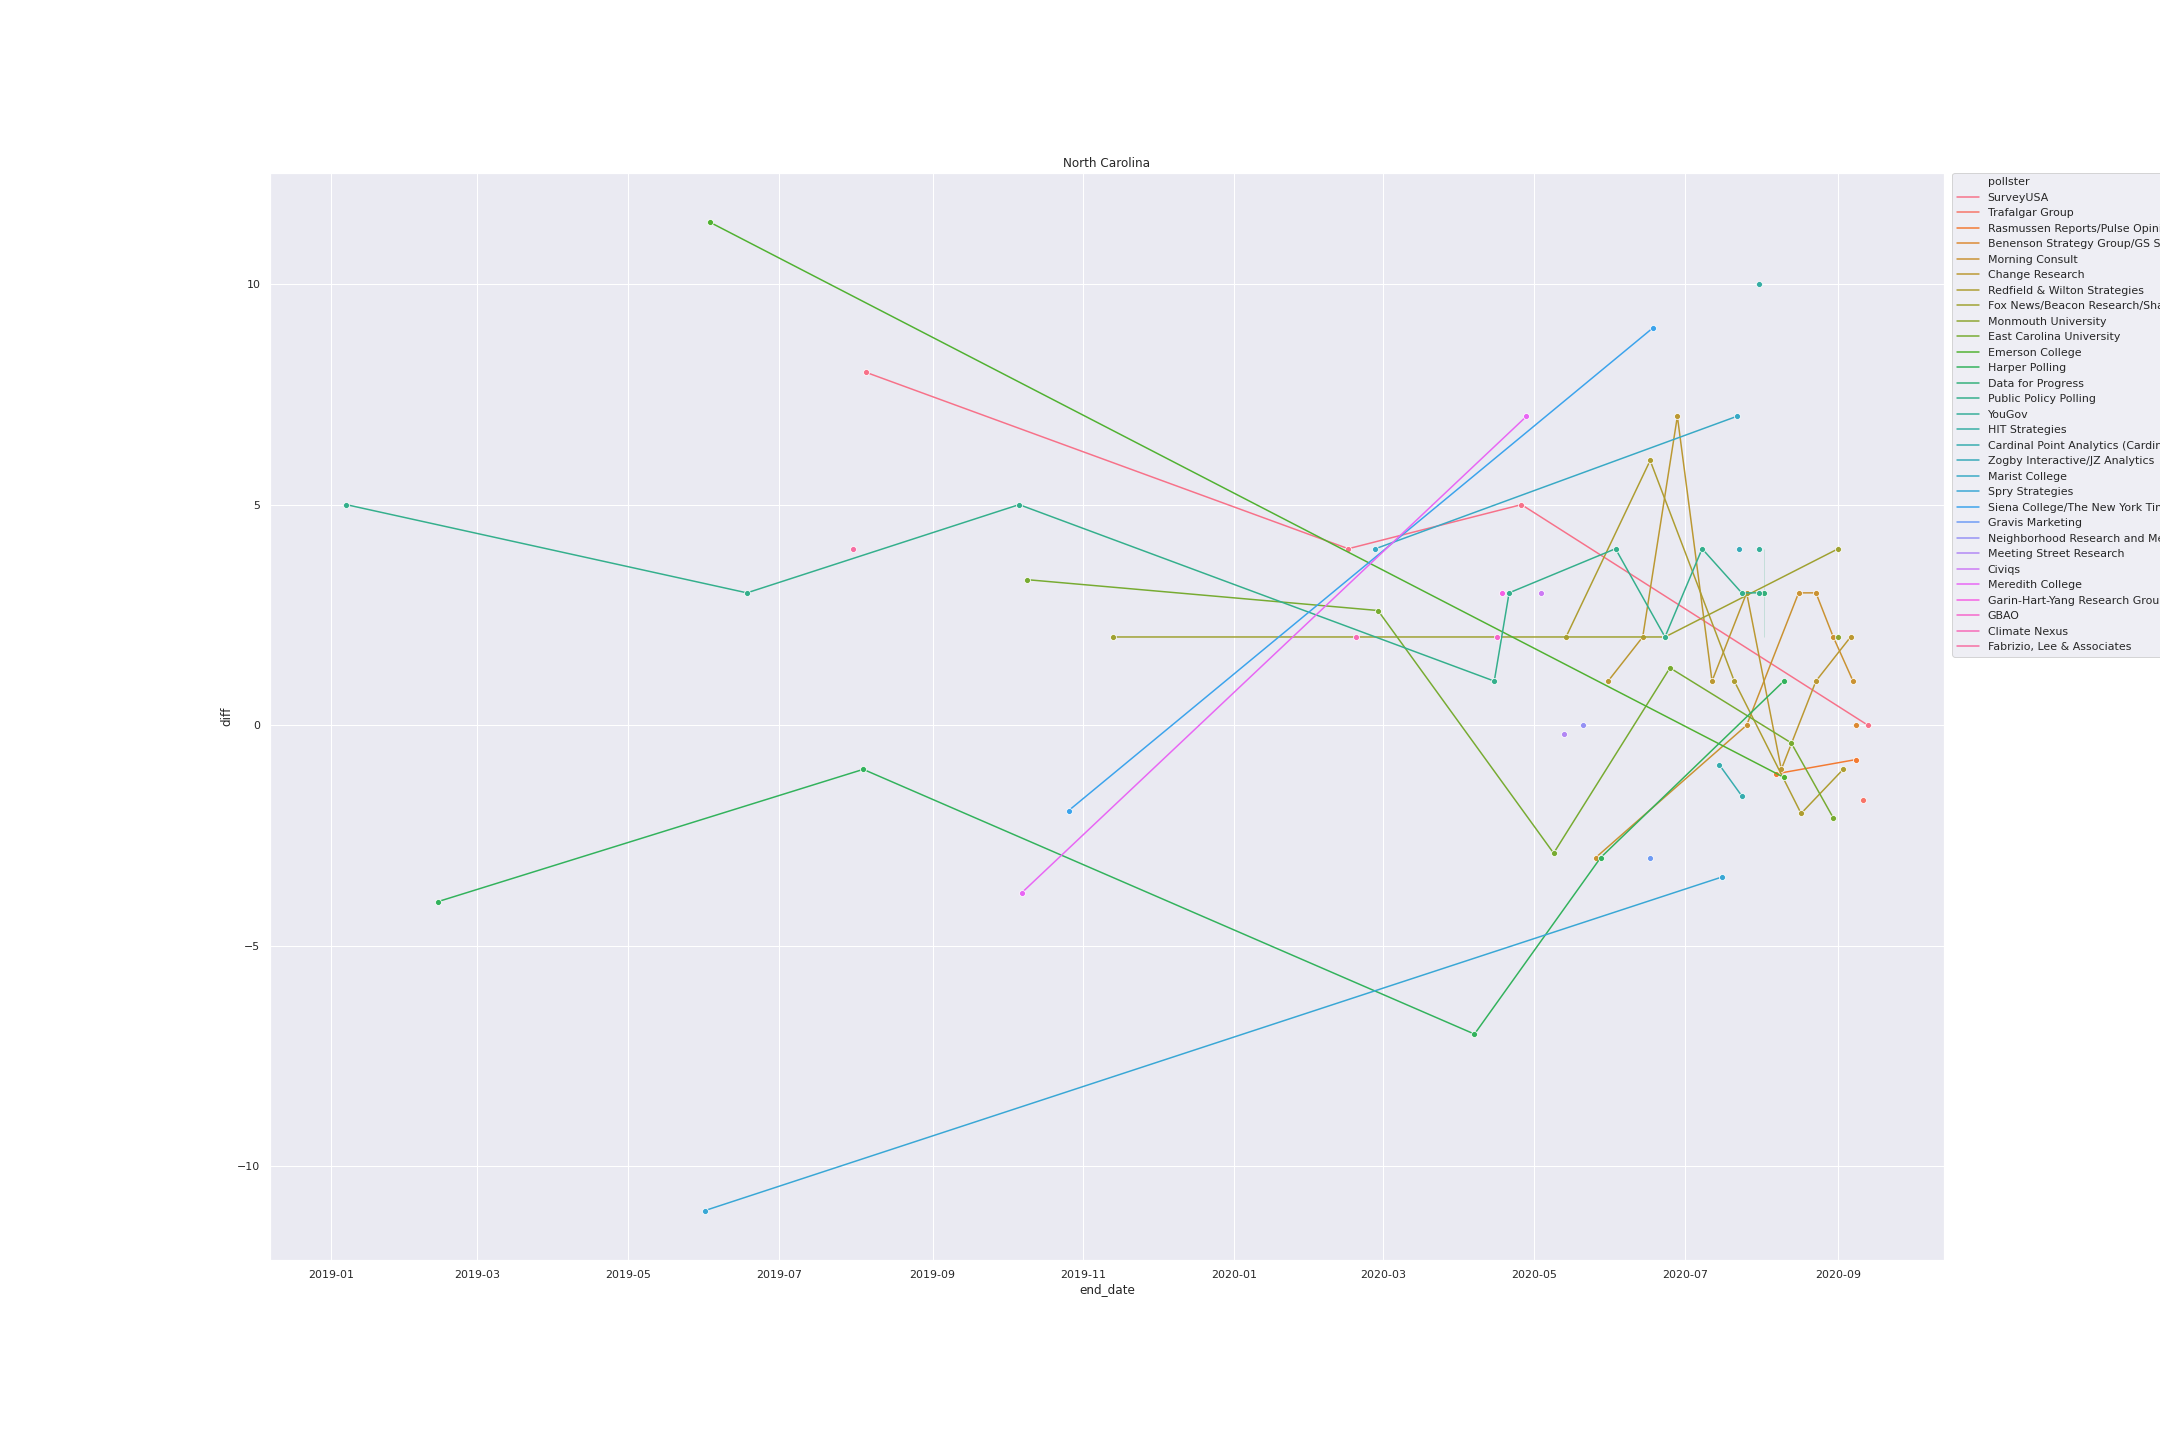 North Carolina
diff
10
5
0
−5
−10
2019-01
2019-03
2019-05
2019-07
2019-09
2019-11
2020-01
2020-03
2020-05
2020-07
2020-09
end_date
pollster
SurveyUSA
Trafalgar Group
Rasmussen Reports/Pulse Opin
Benenson Strategy Group/GS S
Morning Consult
Change Research
Redfield & Wilton Strategies
Fox News/Beacon Research/Sha
Monmouth University
East Carolina University
Emerson College
Harper Polling
Data for Progress
Public Policy Polling
YouGov
HIT Strategies
Cardinal Point Analytics (Cardin
Zogby Interactive/JZ Analytics
Marist College
Spry Strategies
Siena College/The New York Tim
Gravis Marketing
Neighborhood Research and Me
Meeting Street Research
Civiqs
Meredith College
Garin-Hart-Yang Research Grou
GBAO
Climate Nexus
Fabrizio, Lee & Associates